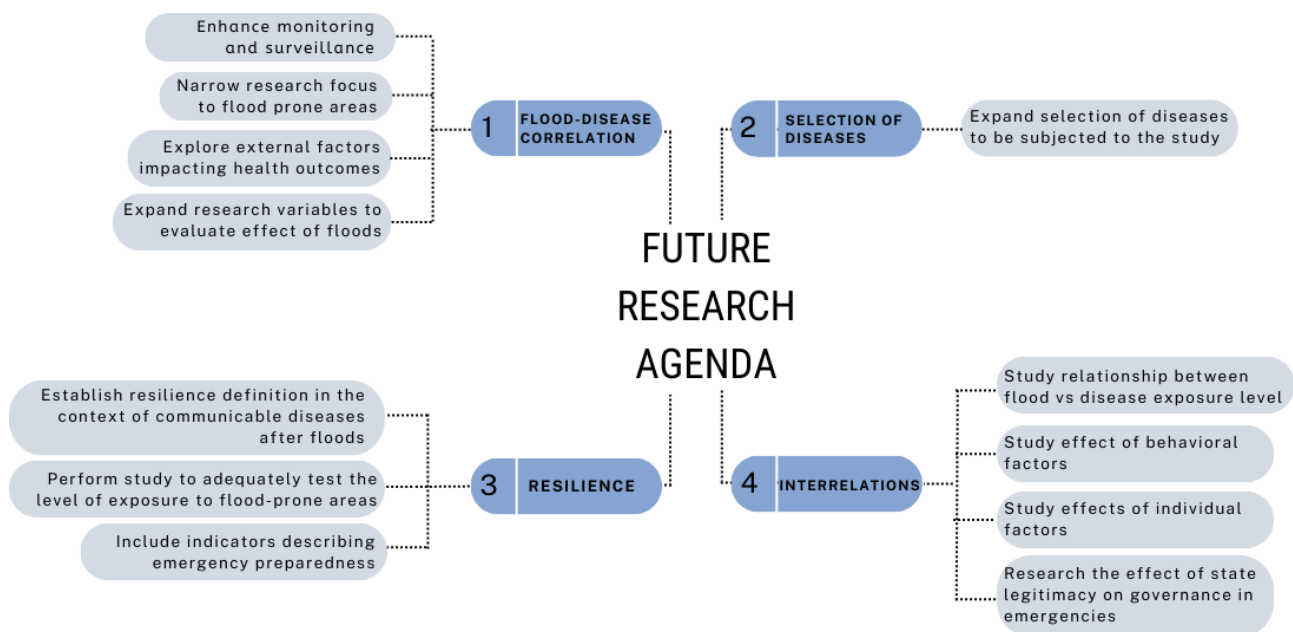 Enhance monitoring
and surveillance
Narrow research focus
to flood prone areas
Explore external factors
impacting health outcomes
Expand research variables to
evaluate effect of floods
1
FLOOD-DISEASE
CORRELATION
2
SELECTION OF
DISEASES
Expand selection of diseases
to be subjected to the study
FUTURE
RESEARCH
AGENDA
Establish resilience definition in the
context of communicable diseases
after floods
Perform study to adequately test the
level of exposure to flood-prone areas
Include indicators describing
emergency preparedness
3
RESILIENCE
4
INTERRELATIONS
Study relationship between
flood vs disease exposure level
Study effect of behavioral
factors
Study effects of individual
factors
Research the effect of state
legitimacy on governance in
emergencies